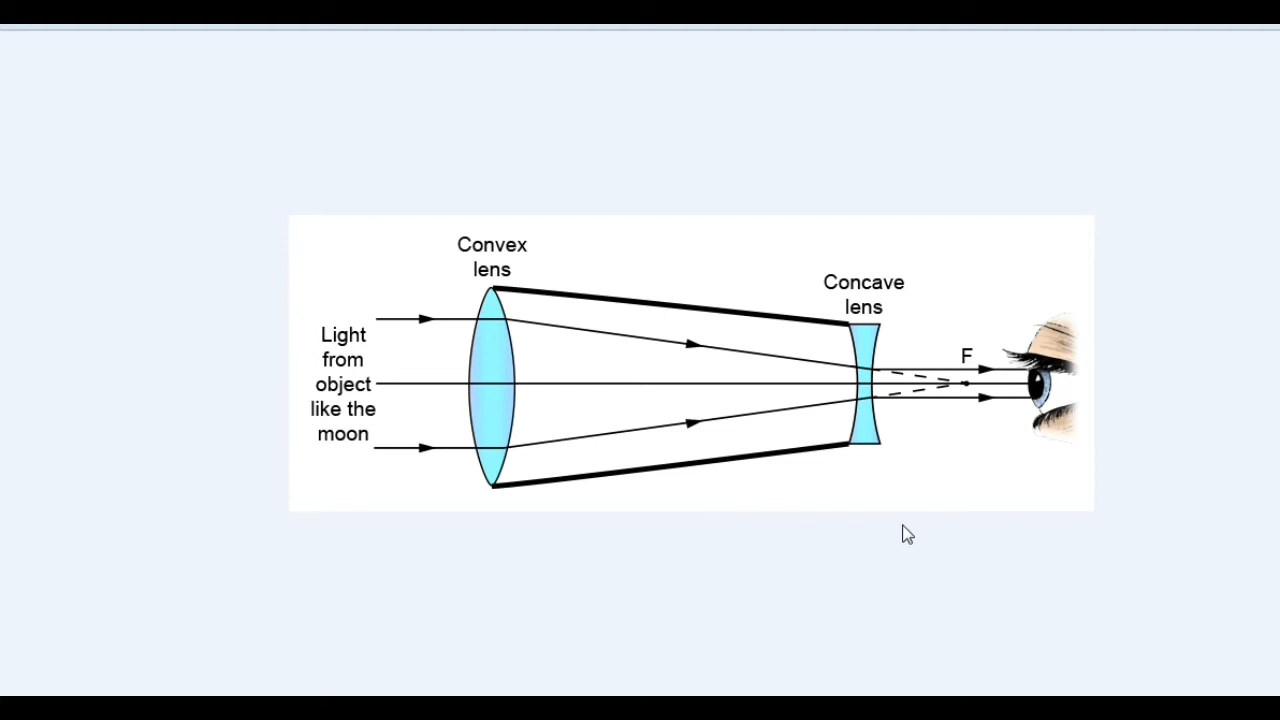 Convex
lens
Concave
lens
Light
from
object
like the
moon
F